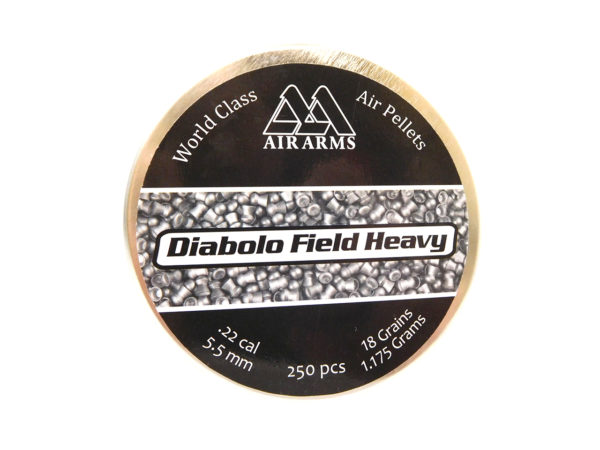 World Class
Air Pellets
AIR ARMS
Diabolo Field Heavy
.22 cal
5.5 mm
250 pcs
18 Grains
1.175 Grams